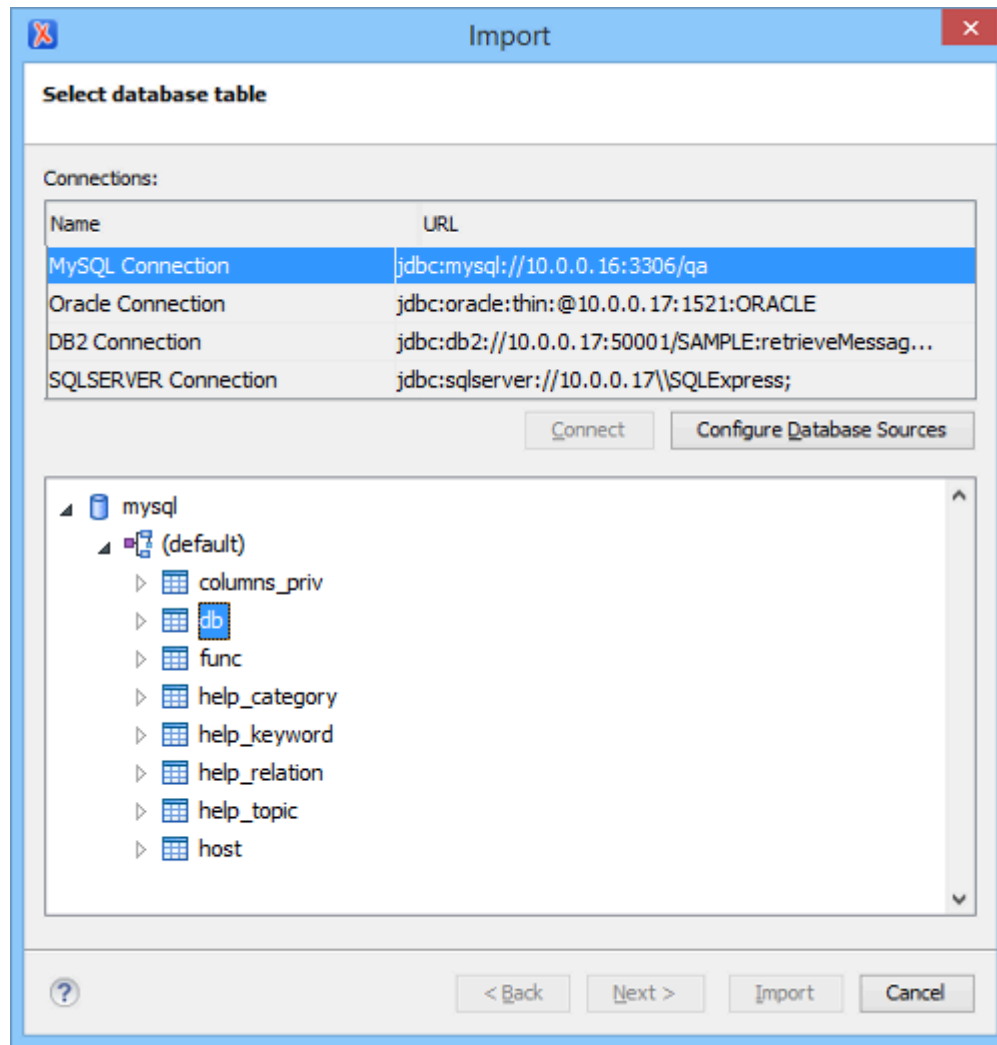 Import
Select database table
Connections:
Name URL
MySQL Connection jdbc:mysql://10.0.0.16:3306/qa
Oracle Connection jdbc:oracle:thin:@10.0.0.17:1521:ORACLE
DB2 Connection jdbc:db2://10.0.0.17:50001/SAMPLE:retrieveMessag...
SQLSERVER Connection jdbc:sqlserver://10.0.0.17\\SQLExpress;
Connect Configure Database Sources
mysql
(default)
columns_priv
db
func
help_category
help_keyword
help_relation
help_topic
host
? < Back Next > Import Cancel